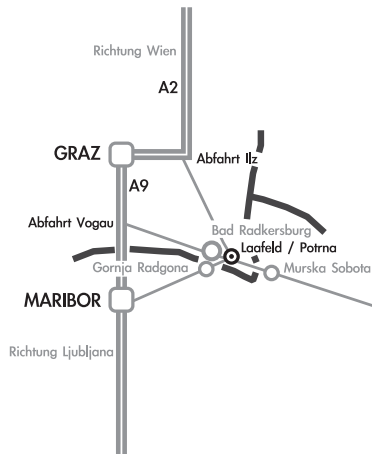 Richtung Wien
A2
GRAZ
Abfahrt Ilz
A9
Abfahrt Vogau
Bad Radkersburg
Laafeld / Potrna
Gornja Radgona
Murska Sobota
MARIBOR
Richtung Ljubljana